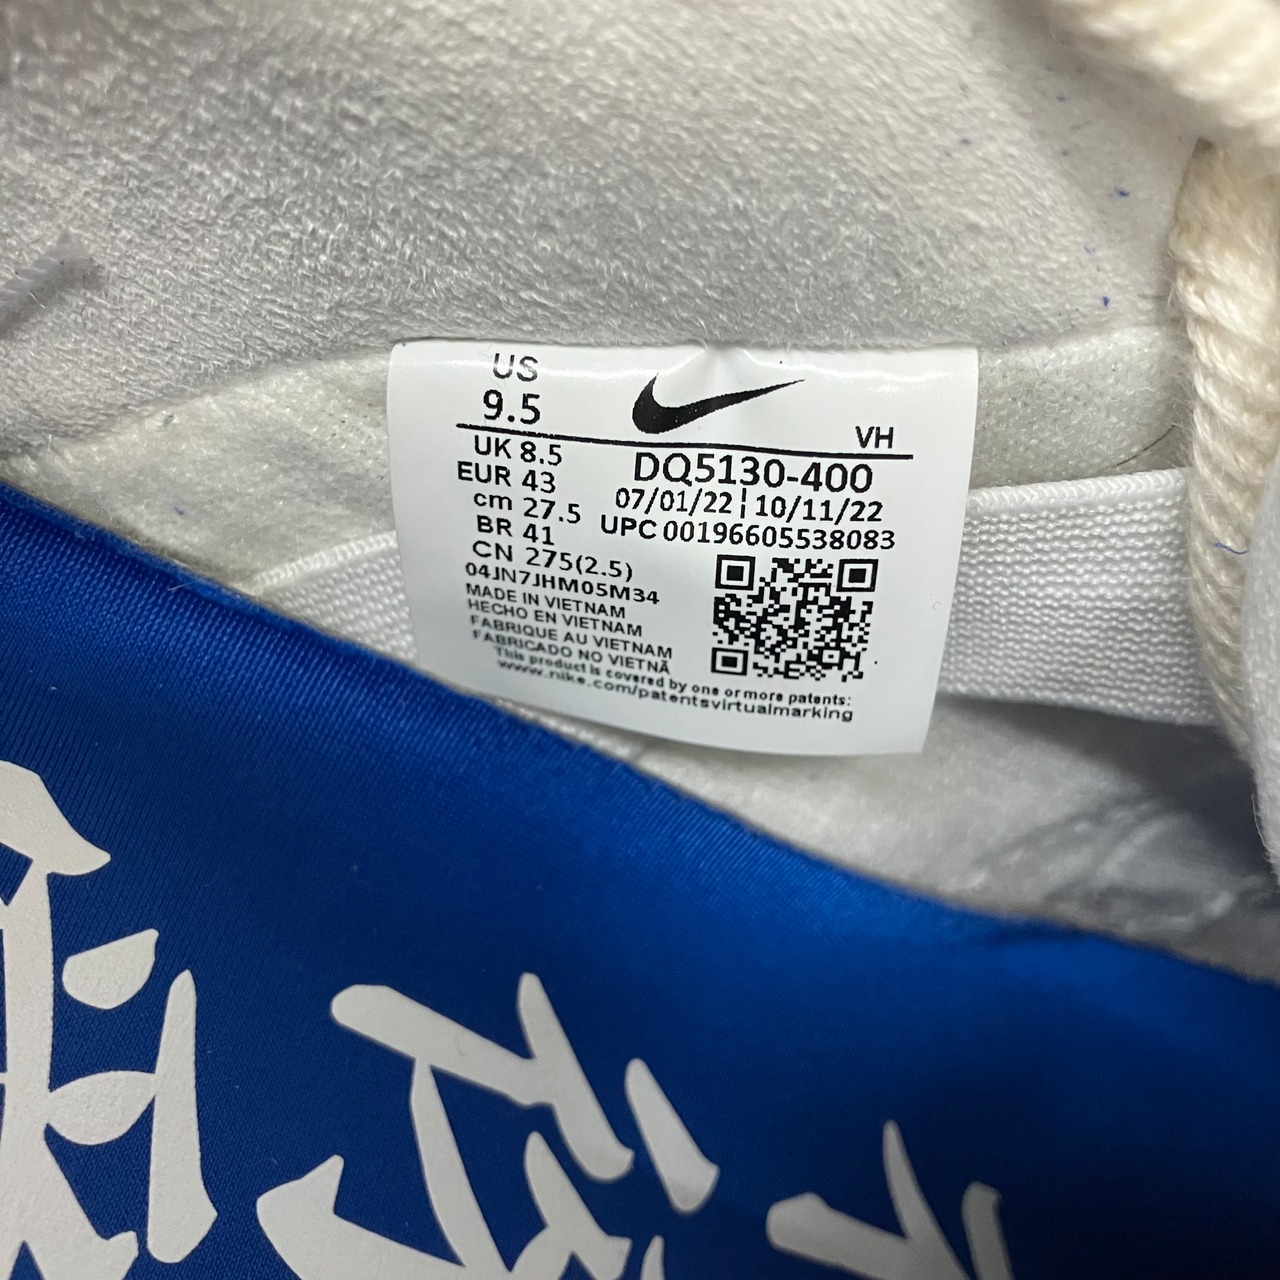 US
9.5
VH
UK 8.5
EUR 43
cm 27.5
BR 41
CN 275(2.5)
DQ5130-400
07/01/22 | 10/11/22
UPC 00196605538083
04JN7JHM05M34
MADE IN VIETNAM
HECHO EN VIETNAM
FABRIQUE AU VIETNAM
FABRICADO NO VIETNÃ
This product is covered by one or more patents:
www.nike.com/patentsvirtualmarking